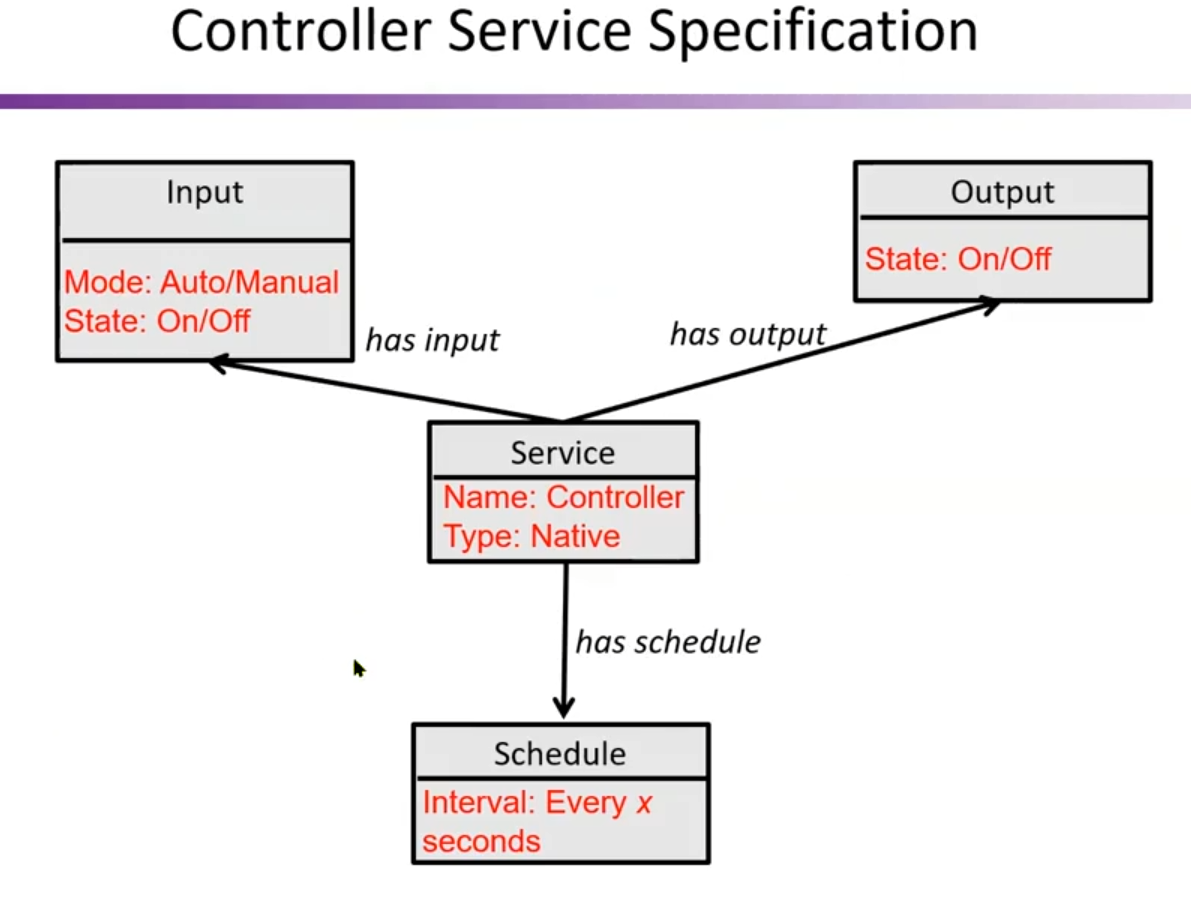 Controller Service Specification
Input
Mode: Auto/Manual
State: On/Off
Output
State: On/Off
has input
has output
Service
Name: Controller
Type: Native
has schedule
Schedule
Interval: Every x
seconds